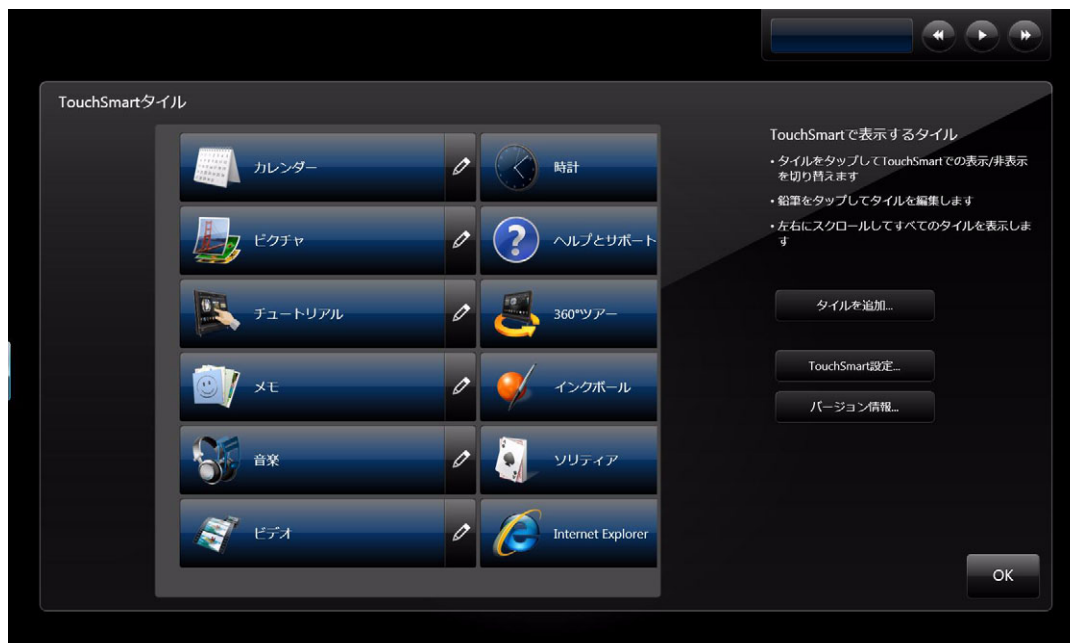 TouchSmartタイル
カレンダー
時計
ピクチャ
ヘルプとサポート
チュートリアル
360°ツアー
メモ
インクボール
音楽
ソリティア
ビデオ
Internet Explorer
TouchSmartで表示するタイル
・タイルをタップしてTouchSmartでの表示/非表示
を切り替えます
・鉛筆をタップしてタイルを編集します
・左右にスクロールしてすべてのタイルを表示しま
す
タイルを追加...
TouchSmart設定...
バージョン情報...
OK